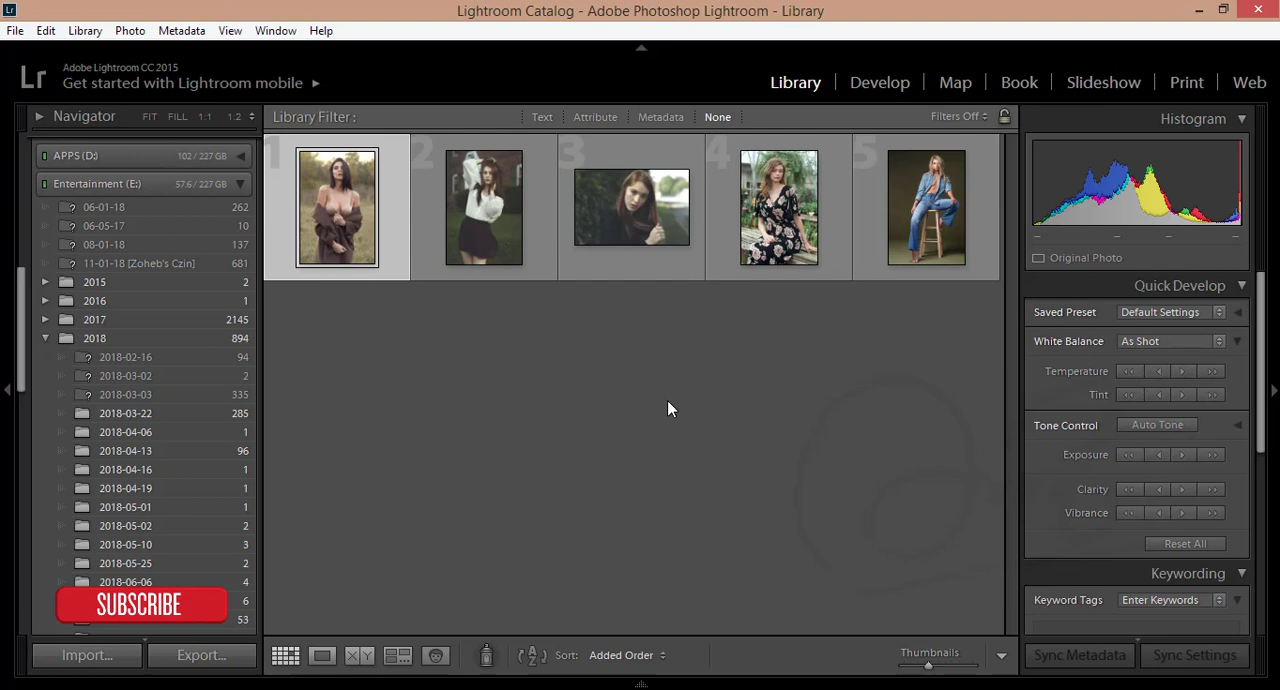 Lr
Lightroom Catalog - Adobe Photoshop Lightroom - Library
File Edit Library Photo Metadata View Window Help
Lr
Adobe Lightroom CC 2015
Get started with Lightroom mobile
Library Develop Map Book Slideshow Print Web
Navigator FIT FILL 1:1 1:2
Library Filter : Text Attribute Metadata None Filters Off
Histogram
APPS (D:) 102 / 227 GB
Entertainment (E:) 57.6 / 227 GB
06-01-18 262
06-05-17 10
08-01-18 137
11-01-18 [Zoheb's Czin] 681
2015 2
2016 1
2017 2145
2018 894
2018-02-16 94
2018-03-02 2
2018-03-03 335
2018-03-22 285
2018-04-06 1
2018-04-13 96
2018-04-16 1
2018-04-19 1
2018-05-01 1
2018-05-02 2
2018-05-10 3
2018-05-25 2
2018-06-06 4
6
53
SUBSCRIBE
1 2 3 4 5
Original Photo
Quick Develop
Saved Preset Default Settings
White Balance As Shot
Temperature
Tint
Tone Control Auto Tone
Exposure
Clarity
Vibrance
Reset All
Keywording
Keyword Tags Enter Keywords
Import... Export...
XY
Sort: Added Order
Thumbnails
Sync Metadata Sync Settings